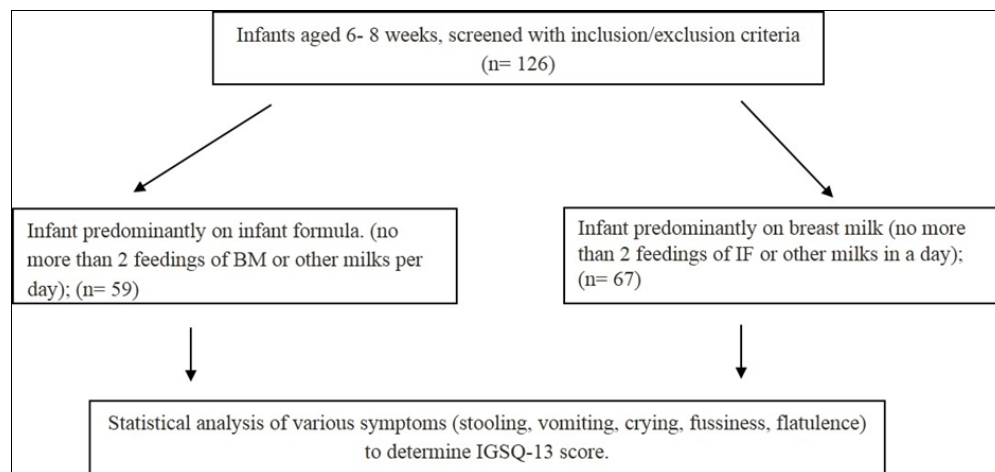 Infants aged 6- 8 weeks, screened with inclusion/exclusion criteria
(n= 126)
Infant predominantly on infant formula. (no
more than 2 feedings of BM or other milks per
day); (n= 59)
Infant predominantly on breast milk (no more
than 2 feedings of IF or other milks in a day);
(n= 67)
Statistical analysis of various symptoms (stooling, vomiting, crying, fussiness, flatulence)
to determine IGSQ-13 score.